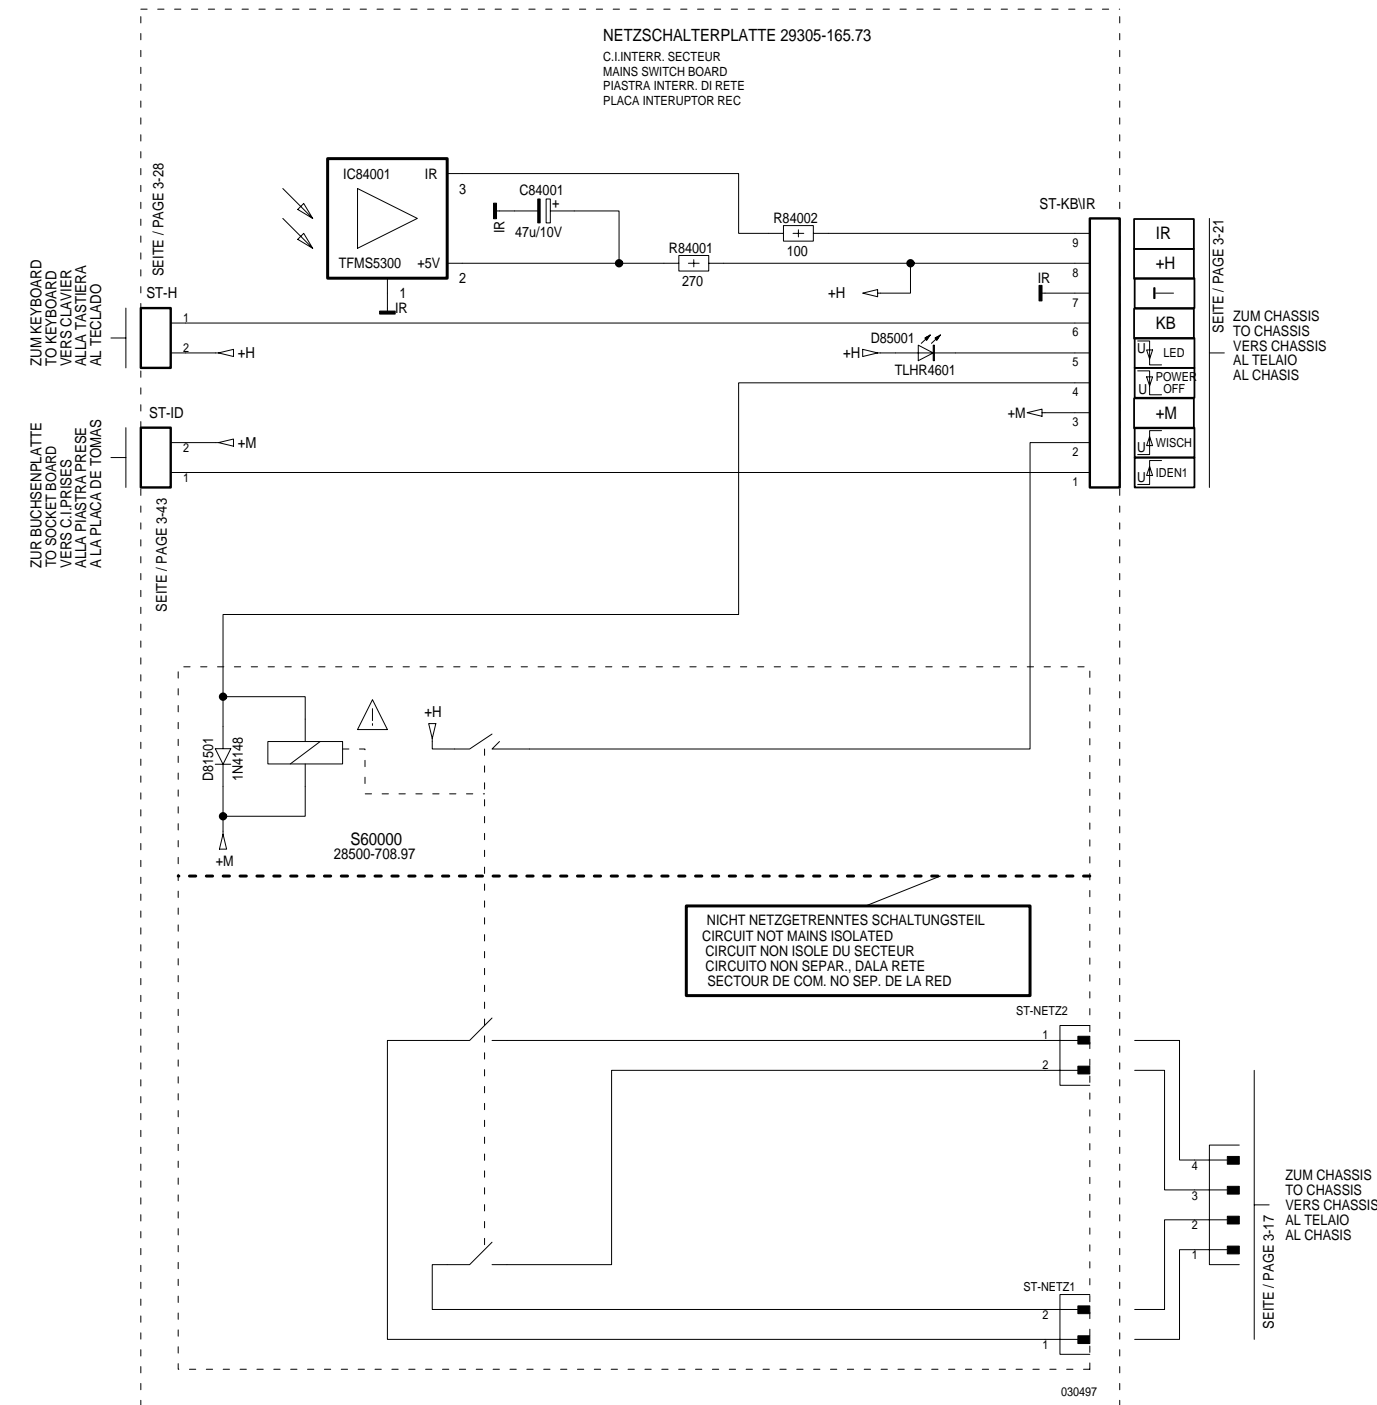 NETZSCHALTERPLATTE 29305-165.73
C.I.INTERR. SECTEUR
MAINS SWITCH BOARD
PIASTRA INTERR. DI RETE
PLACA INTERUPTOR REC
SEITE / PAGE 3-28
IC84001
IR
3
TFMS5300
+5V
2
1
IR
C84001
+
47u/10V
IR
R84001
270
R84002
100
+H
ST-KB\IR
9
8
7
6
5
4
3
2
1
IR
IR
+H
KB
U LED
U POWER OFF
+M
U WISCH
U IDEN1
SEITE / PAGE 3-21
ZUM CHASSIS
TO CHASSIS
VERS CHASSIS
AL TELAIO
AL CHASIS
ZUM KEYBOARD
TO KEYBOARD
VERS CLAVIER
ALLA TASTIERA
AL TECLADO
ST-H
1
2
+H
+H
D85001
TLHR4601
+M
ZUR BUCHSENPLATTE
TO SOCKET BOARD
VERS C.I.PRISES
ALLA PIASTRA PRESE
A LA PLACA DE TOMAS
ST-ID
2
+M
1
SEITE / PAGE 3-43
D81501
1N4148
+M
+H
S60000
28500-708.97
NICHT NETZGETRENNTES SCHALTUNGSTEIL
CIRCUIT NOT MAINS ISOLATED
CIRCUIT NON ISOLE DU SECTEUR
CIRCUITO NON SEPAR., DALA RETE
SECTOUR DE COM. NO SEP. DE LA RED
ST-NETZ2
1
2
ST-NETZ1
2
1
4
3
2
1
SEITE / PAGE 3-17
ZUM CHASSIS
TO CHASSIS
VERS CHASSIS
AL TELAIO
AL CHASIS
030497